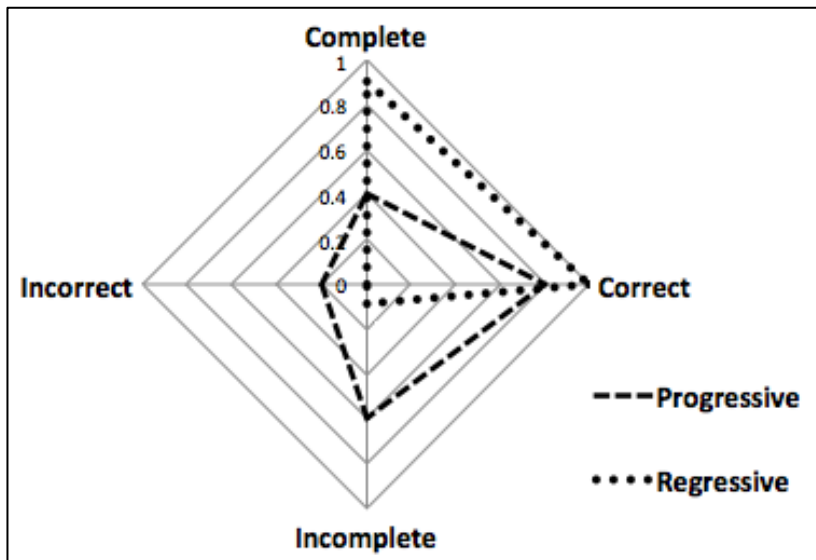 Complete
1
0.8
0.6
0.4
0.2
0
Incorrect
Correct
Progressive
Regressive
Incomplete